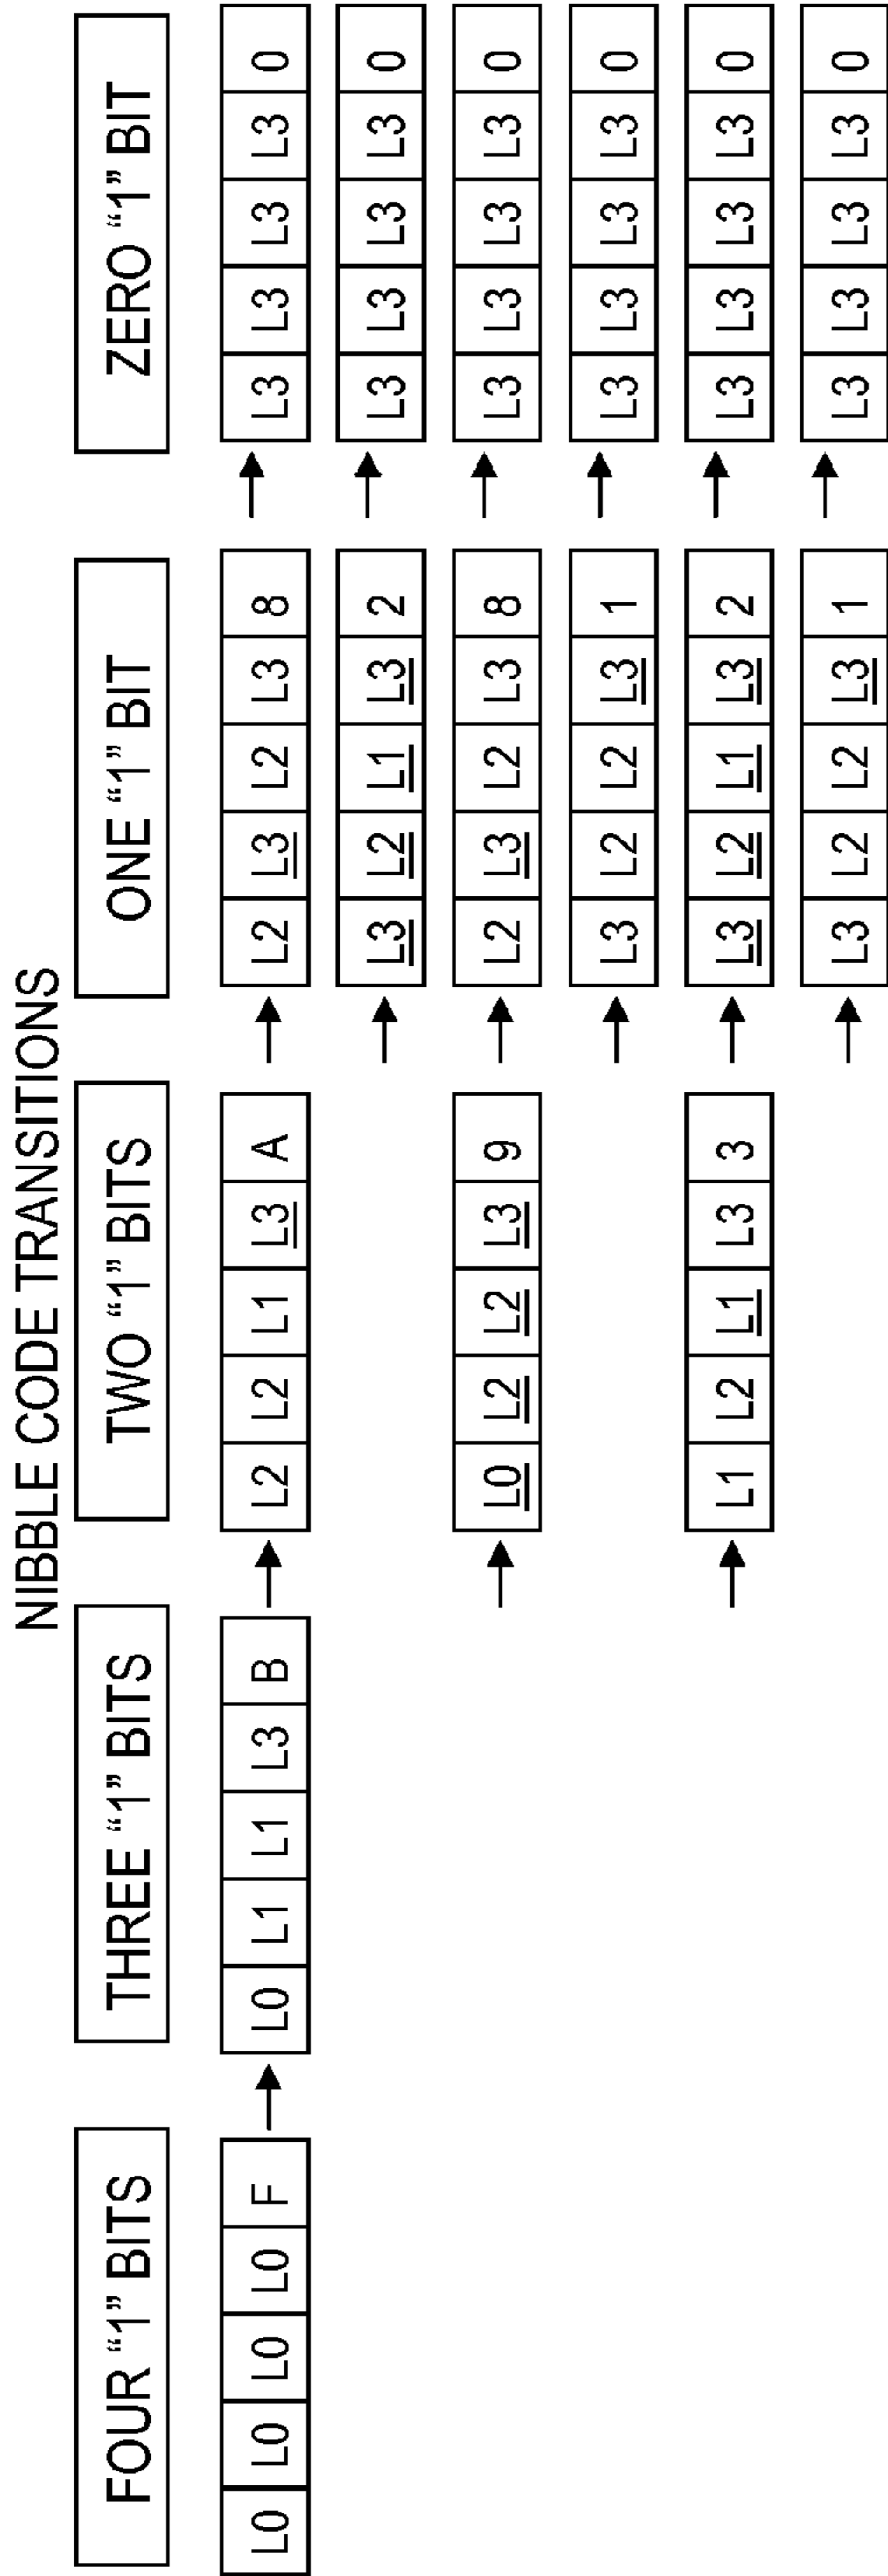 NIBBLE CODE TRANSITIONS
FOUR “1” BITS THREE “1” BITS TWO “1” BITS ONE “1” BIT ZERO “1” BIT
L0 L0 L0 L0 F L0 L1 L1 L3 B L2 L2 L1 L3 A L2 L3 L2 L3 8 L3 L3 L3 L3 0
L3 L2 L1 L3 2 L3 L3 L3 L3 0
L0 L2 L2 L3 9 L2 L3 L2 L3 8 L3 L3 L3 L3 0
L3 L2 L2 L3 1 L3 L3 L3 L3 0
L1 L2 L1 L3 3 L3 L2 L1 L3 2 L3 L3 L3 L3 0
L3 L2 L2 L3 1 L3 L3 L3 L3 0